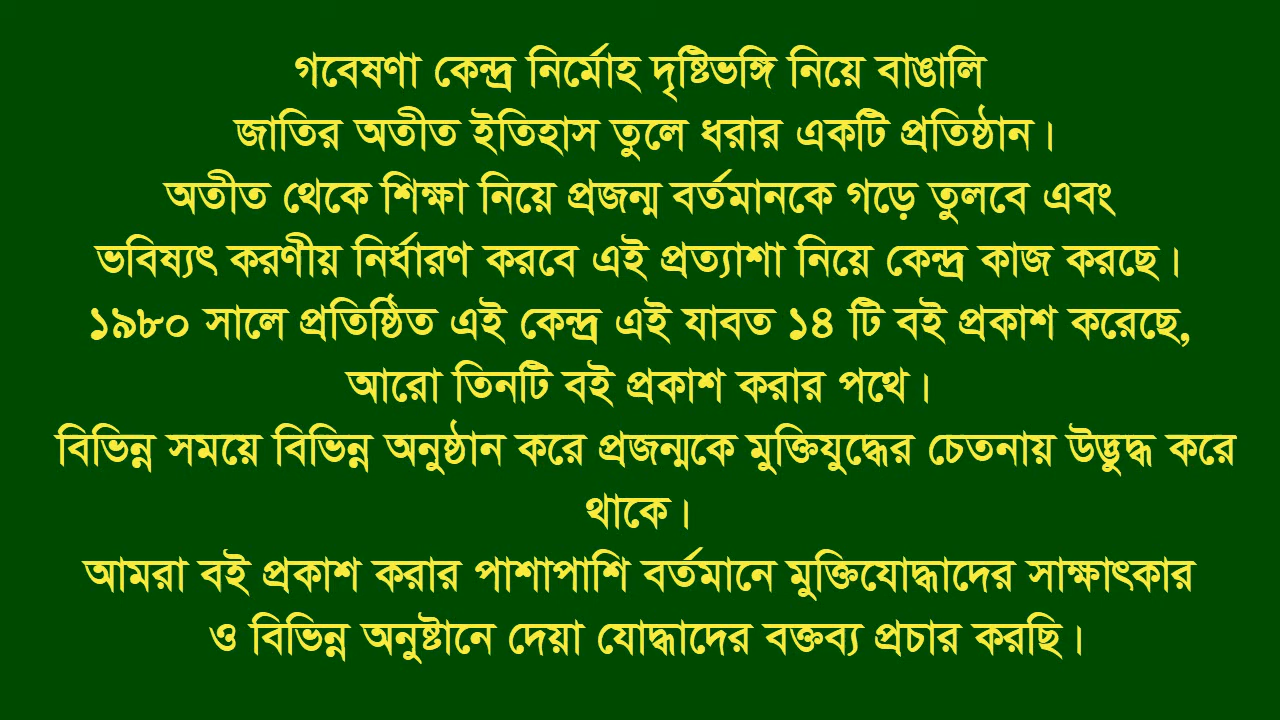 গবেষণা কেন্দ্র নির্মোহ দৃষ্টিভঙ্গি নিয়ে বাঙালি
জাতির অতীত ইতিহাস তুলে ধরার একটি প্রতিষ্ঠান।
অতীত থেকে শিক্ষা নিয়ে প্রজন্ম বর্তমানকে গড়ে তুলবে এবং
ভবিষ্যৎ করণীয় নির্ধারণ করবে এই প্রত্যাশা নিয়ে কেন্দ্র কাজ করছে।
১৯৮০ সালে প্রতিষ্ঠিত এই কেন্দ্র এই যাবত ১৪ টি বই প্রকাশ করেছে,
আরো তিনটি বই প্রকাশ করার পথে।
বিভিন্ন সময়ে বিভিন্ন অনুষ্ঠান করে প্রজন্মকে মুক্তিযুদ্ধের চেতনায় উদ্ভুদ্ধ করে
থাকে।
আমরা বই প্রকাশ করার পাশাপাশি বর্তমানে মুক্তিযোদ্ধাদের সাক্ষাৎকার
ও বিভিন্ন অনুষ্টানে দেয়া যোদ্ধাদের বক্তব্য প্রচার করছি।